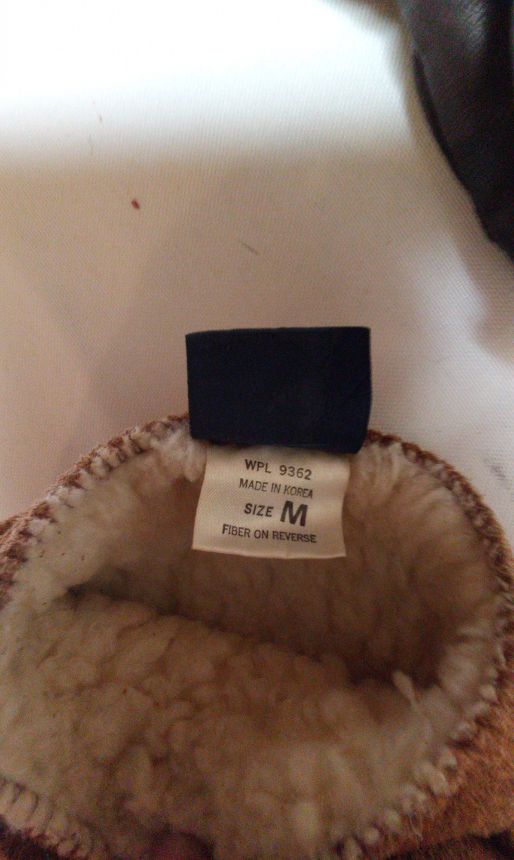 WPL 9362
MADE IN KOREA
SIZE M
FIBER ON REVERSE